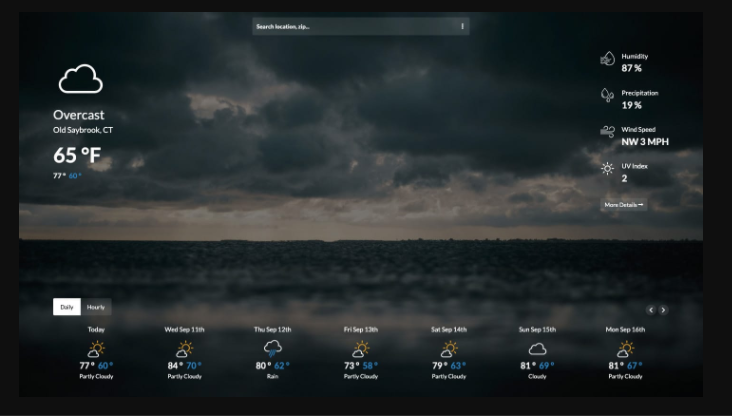 Search location, zip...
Overcast
Old Saybrook, CT
65 °F
77° 60°
Humidity
87 %
Precipitation
19 %
Wind Speed
NW 3 MPH
UV Index
2
More Details→
Daily Hourly
Today
77° 60°
Partly Cloudy
Wed Sep 11th
84° 70°
Partly Cloudy
Thu Sep 12th
80° 62°
Rain
Fri Sep 13th
73° 58°
Partly Cloudy
Sat Sep 14th
79° 63°
Partly Cloudy
Sun Sep 15th
81° 69°
Cloudy
Mon Sep 16th
81° 67°
Partly Cloudy